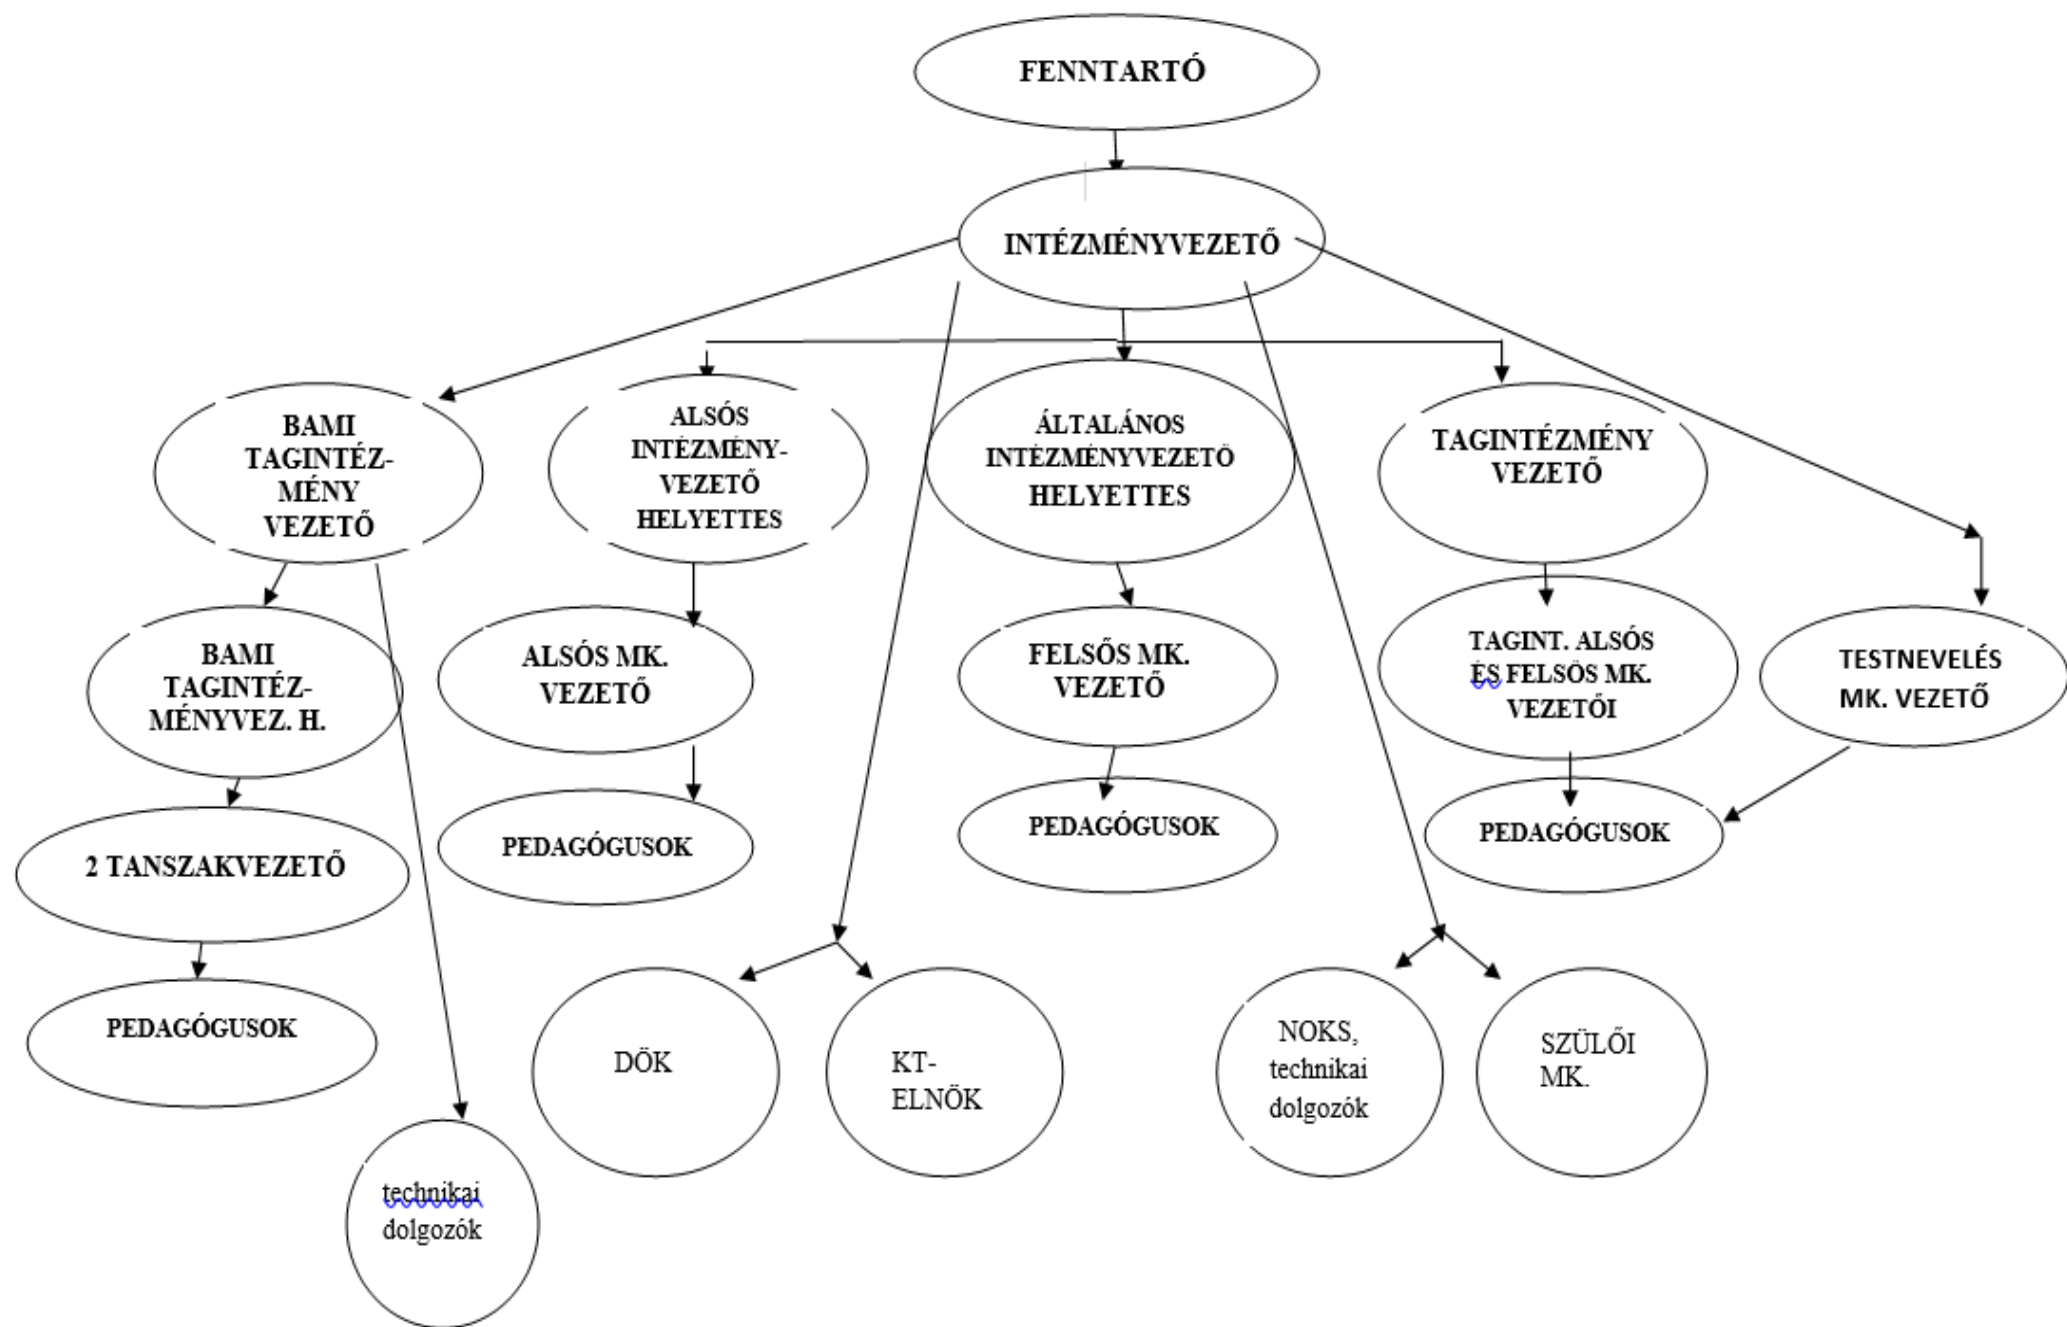 FENNTARTÓ
INTÉZMÉNYVEZETŐ
BAMI
TAGINTÉZ-
MÉNY
VEZETŐ
ALSÓS
INTÉZMÉNY-
VEZETŐ
HELYETTES
ÁLTALÁNOS
INTÉZMÉNYVEZETŐ
HELYETTES
TAGINTÉZMÉNY
VEZETŐ
BAMI
TAGINTÉZ-
MÉNYVEZ. H.
ALSÓS MK.
VEZETŐ
FELSŐS MK.
VEZETŐ
TAGINT. ALSÓS
ÉS FELSŐS MK.
VEZETŐI
TESTNEVELÉS
MK. VEZETŐ
2 TANSZAKVEZETŐ
PEDAGÓGUSOK
PEDAGÓGUSOK
PEDAGÓGUSOK
PEDAGÓGUSOK
DÖK
KT-
ELNÖK
NOKS,
technikai
dolgozók
SZÜLŐI
MK.
technikai
dolgozók